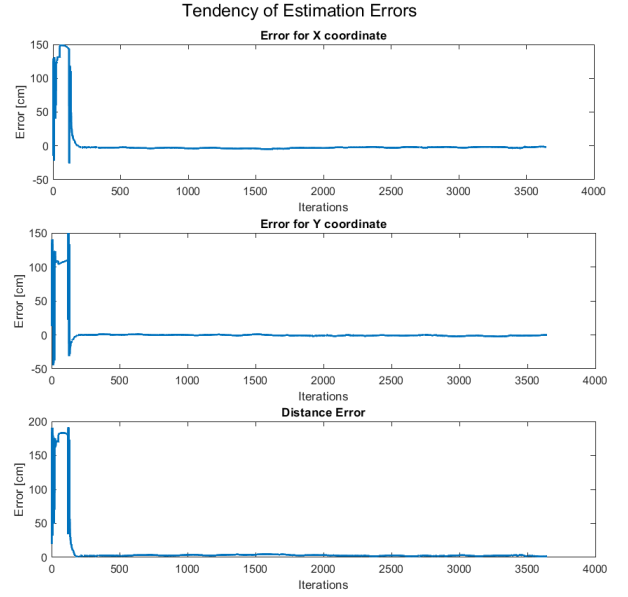 Tendency of Estimation Errors
Error for X coordinate
150
100
50
0
-50
Error [cm]
0 500 1000 1500 2000 2500 3000 3500 4000
Iterations
Error for Y coordinate
150
100
50
0
-50
Error [cm]
0 500 1000 1500 2000 2500 3000 3500 4000
Iterations
Distance Error
200
150
100
50
0
Error [cm]
0 500 1000 1500 2000 2500 3000 3500 4000
Iterations